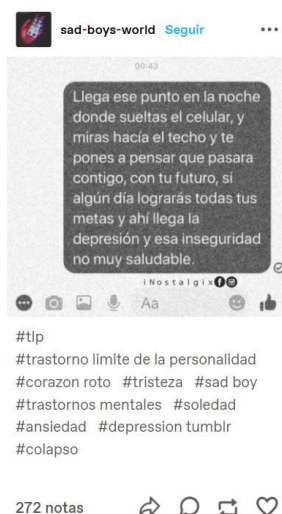 sad-boys-world Seguir
00:43
Llega ese punto en la noche
donde sueltas el celular, y
miras hacía el techo y te
pones a pensar que pasara
contigo, con tu futuro, si
algún día lograrás todas tus
metas y ahí llega la
depresión y esa inseguridad
no muy saludable.
iNostalgix
Aa
#tlp
#trastorno limite de la personalidad
#corazon roto #tristeza #sad boy
#trastornos mentales #soledad
#ansiedad #depression tumblr
#colapso
272 notas